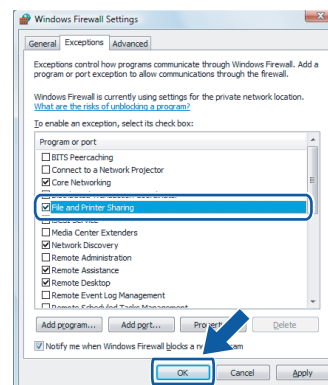 Windows Firewall Settings
General Exceptions Advanced
Exceptions control how programs communicate through Windows Firewall. Add a
program or port exception to allow communications through the firewall.
Windows Firewall is currently using settings for the private network location.
What are the risks of unblocking a program?
To enable an exception, select its check box:
Program or port
BITS Peercaching
Connect to a Network Projector
Core Networking
File and Printer Sharing
Media Center Extenders
Network Discovery
Remote Administration
Remote Assistance
Remote Desktop
Remote Event Log Management
Remote Scheduled Tasks Management
Add program... Add port... Delete
Notify me when Windows Firewall blocks a
OK Cancel Apply